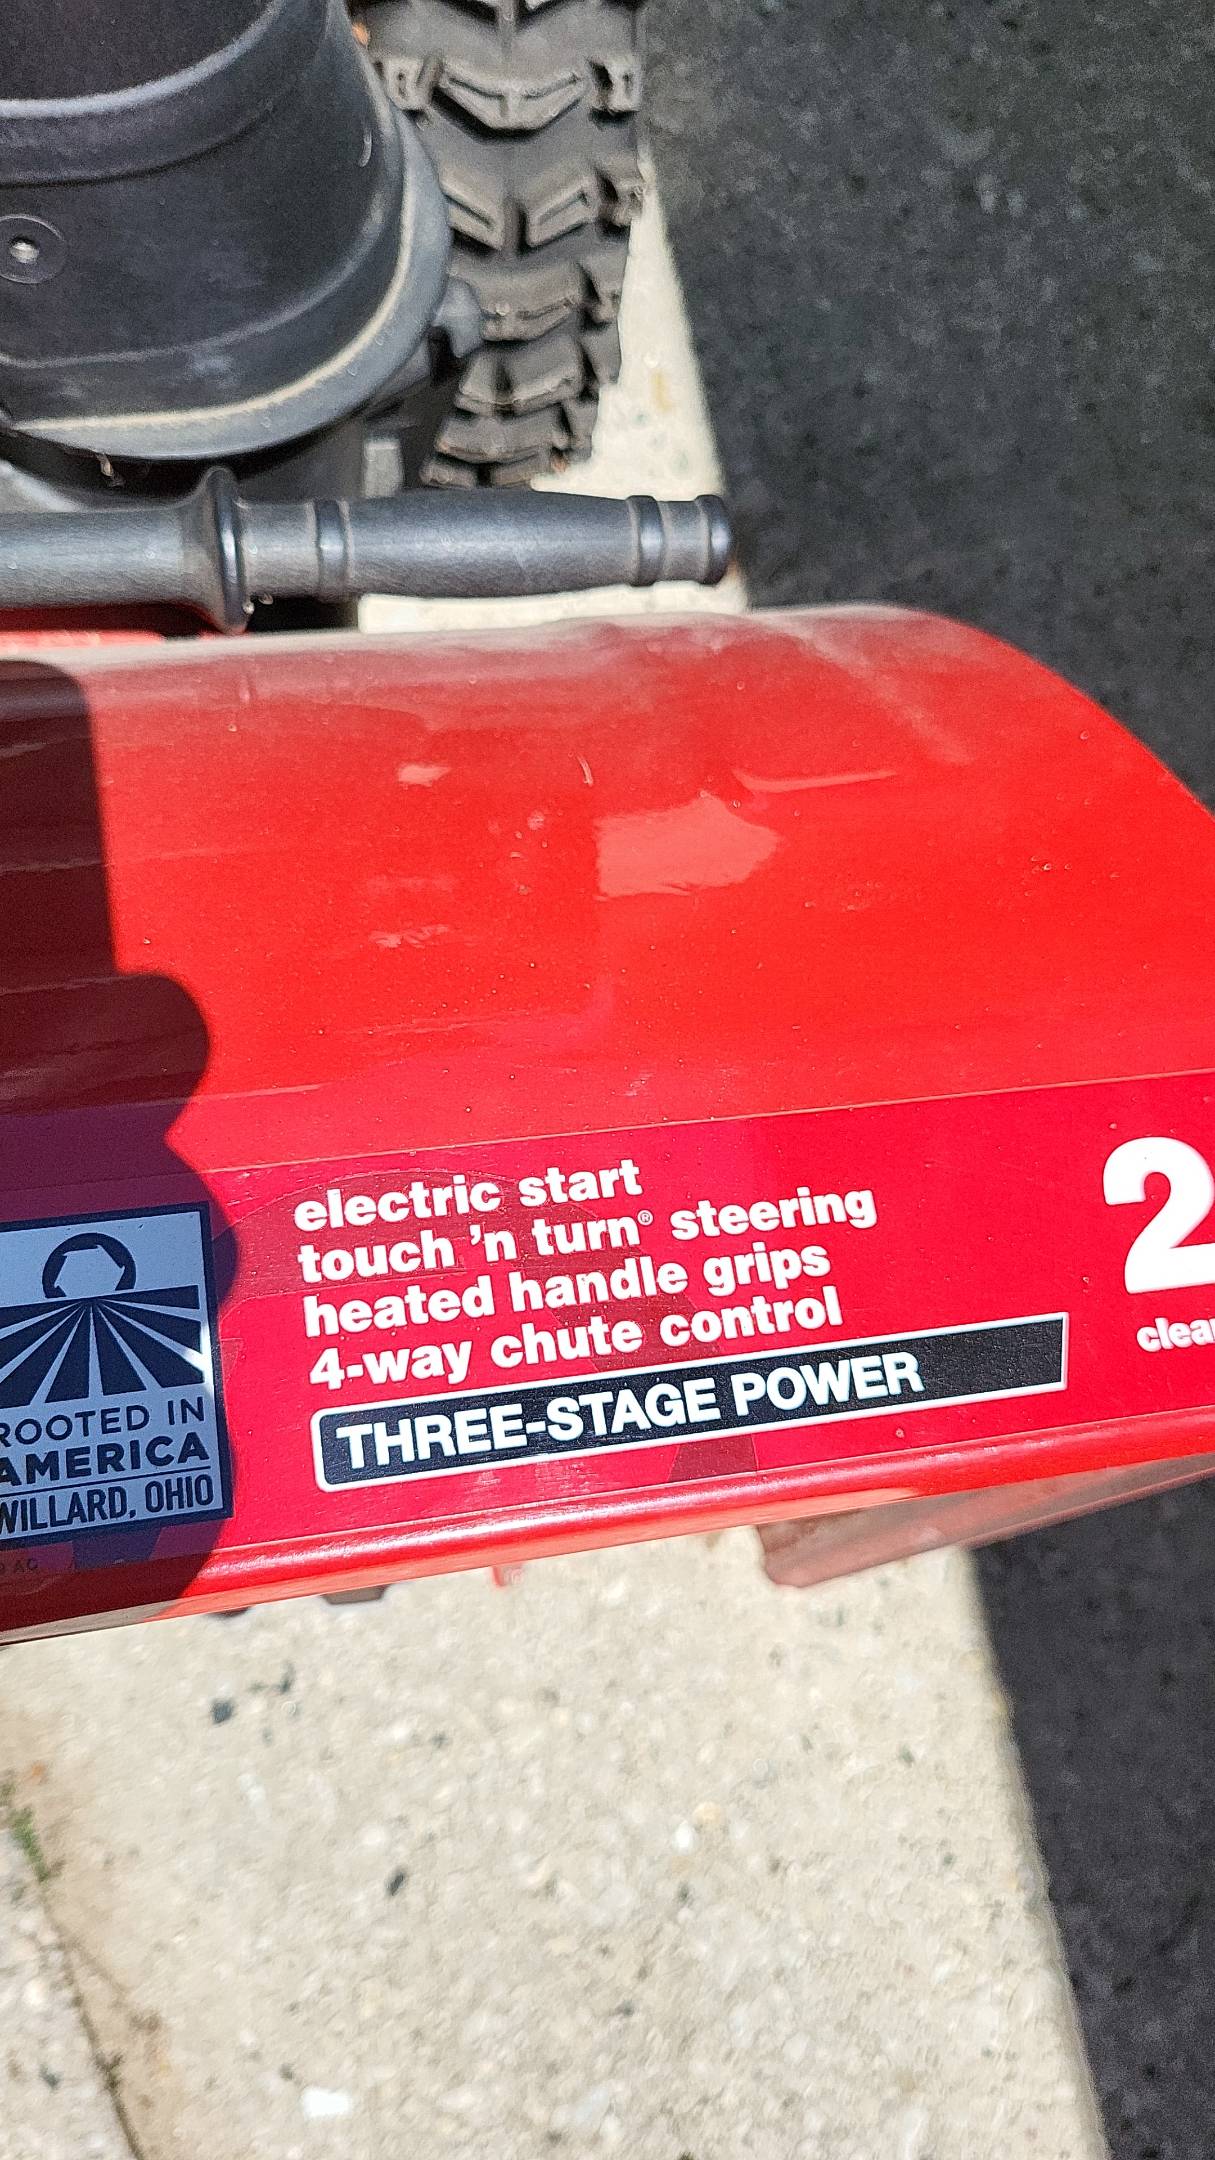 electric start
touch 'n turn® steering
heated handle grips
4-way chute control
THREE-STAGE POWER
2
ROOTED IN
AMERICA
WILLARD, OHIO